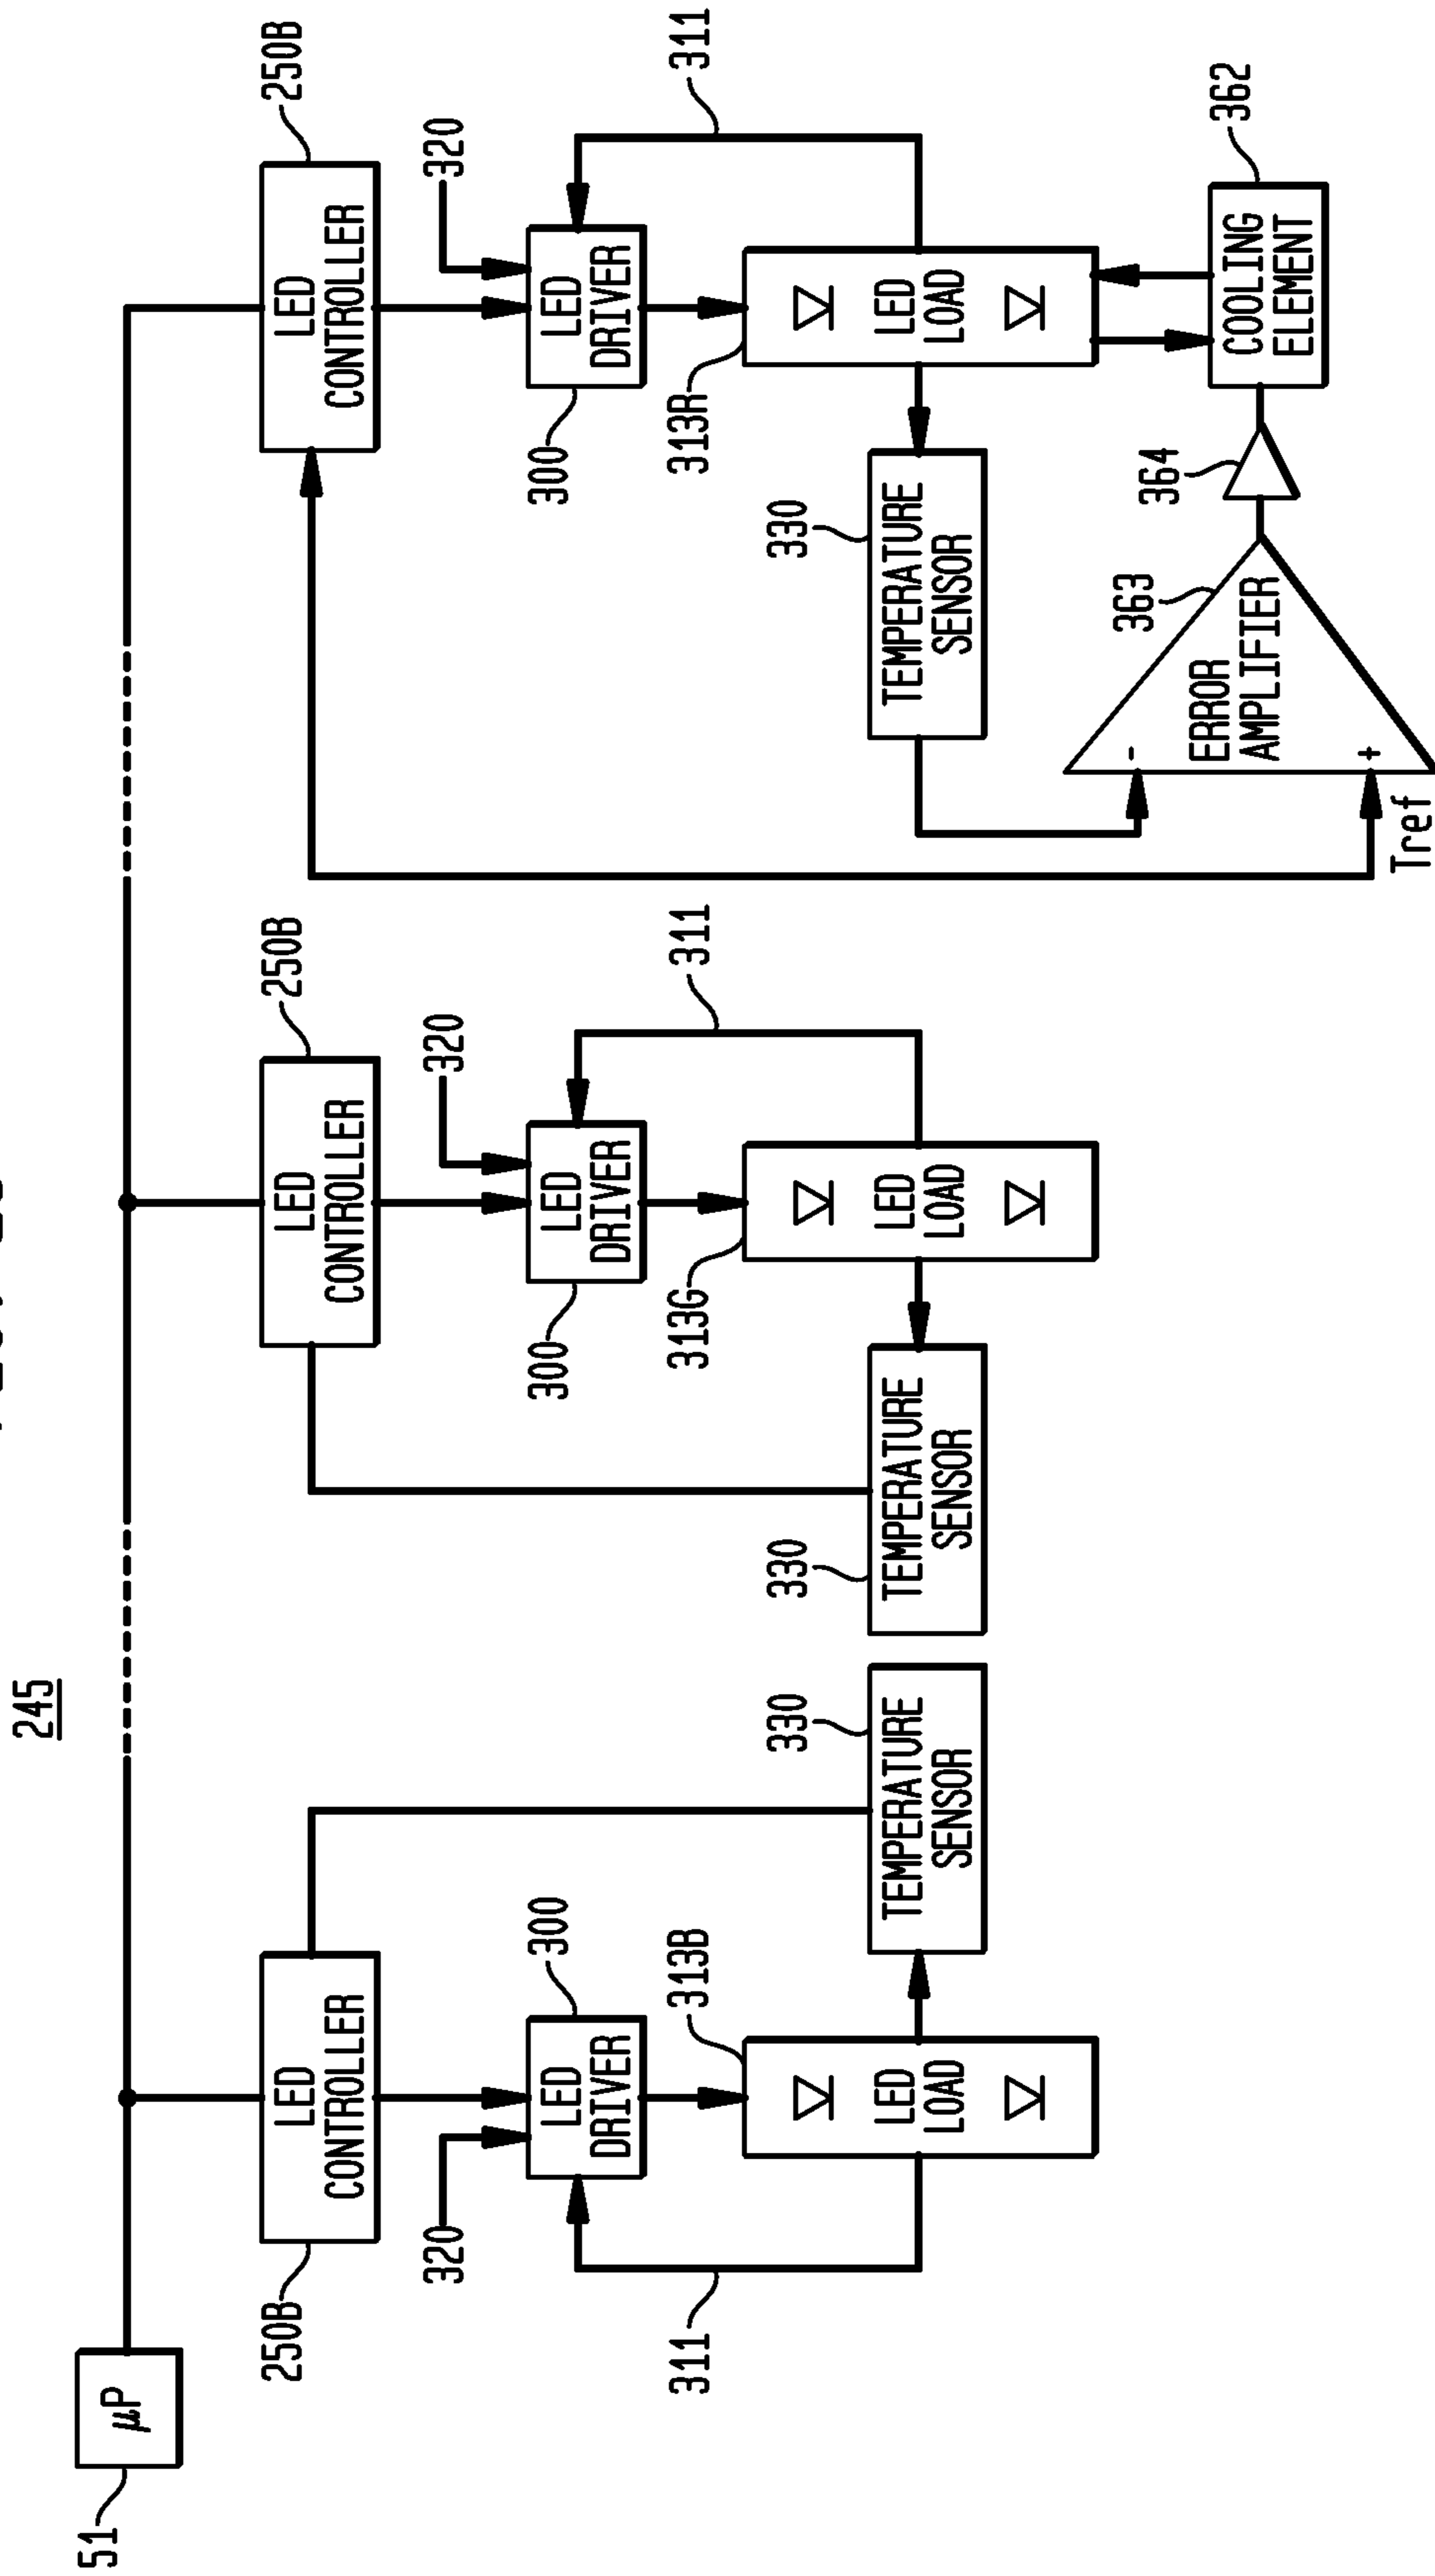 245
51
µP
250B
LED
CONTROLLER
320
300
LED
DRIVER
311
313B
LED
LOAD
330
TEMPERATURE
SENSOR
250B
LED
CONTROLLER
320
300
LED
DRIVER
311
313G
LED
LOAD
330
TEMPERATURE
SENSOR
250B
LED
CONTROLLER
320
300
LED
DRIVER
311
313R
LED
LOAD
330
TEMPERATURE
SENSOR
363
-
ERROR
AMPLIFIER
+
Tref
364
362
COOLING
ELEMENT